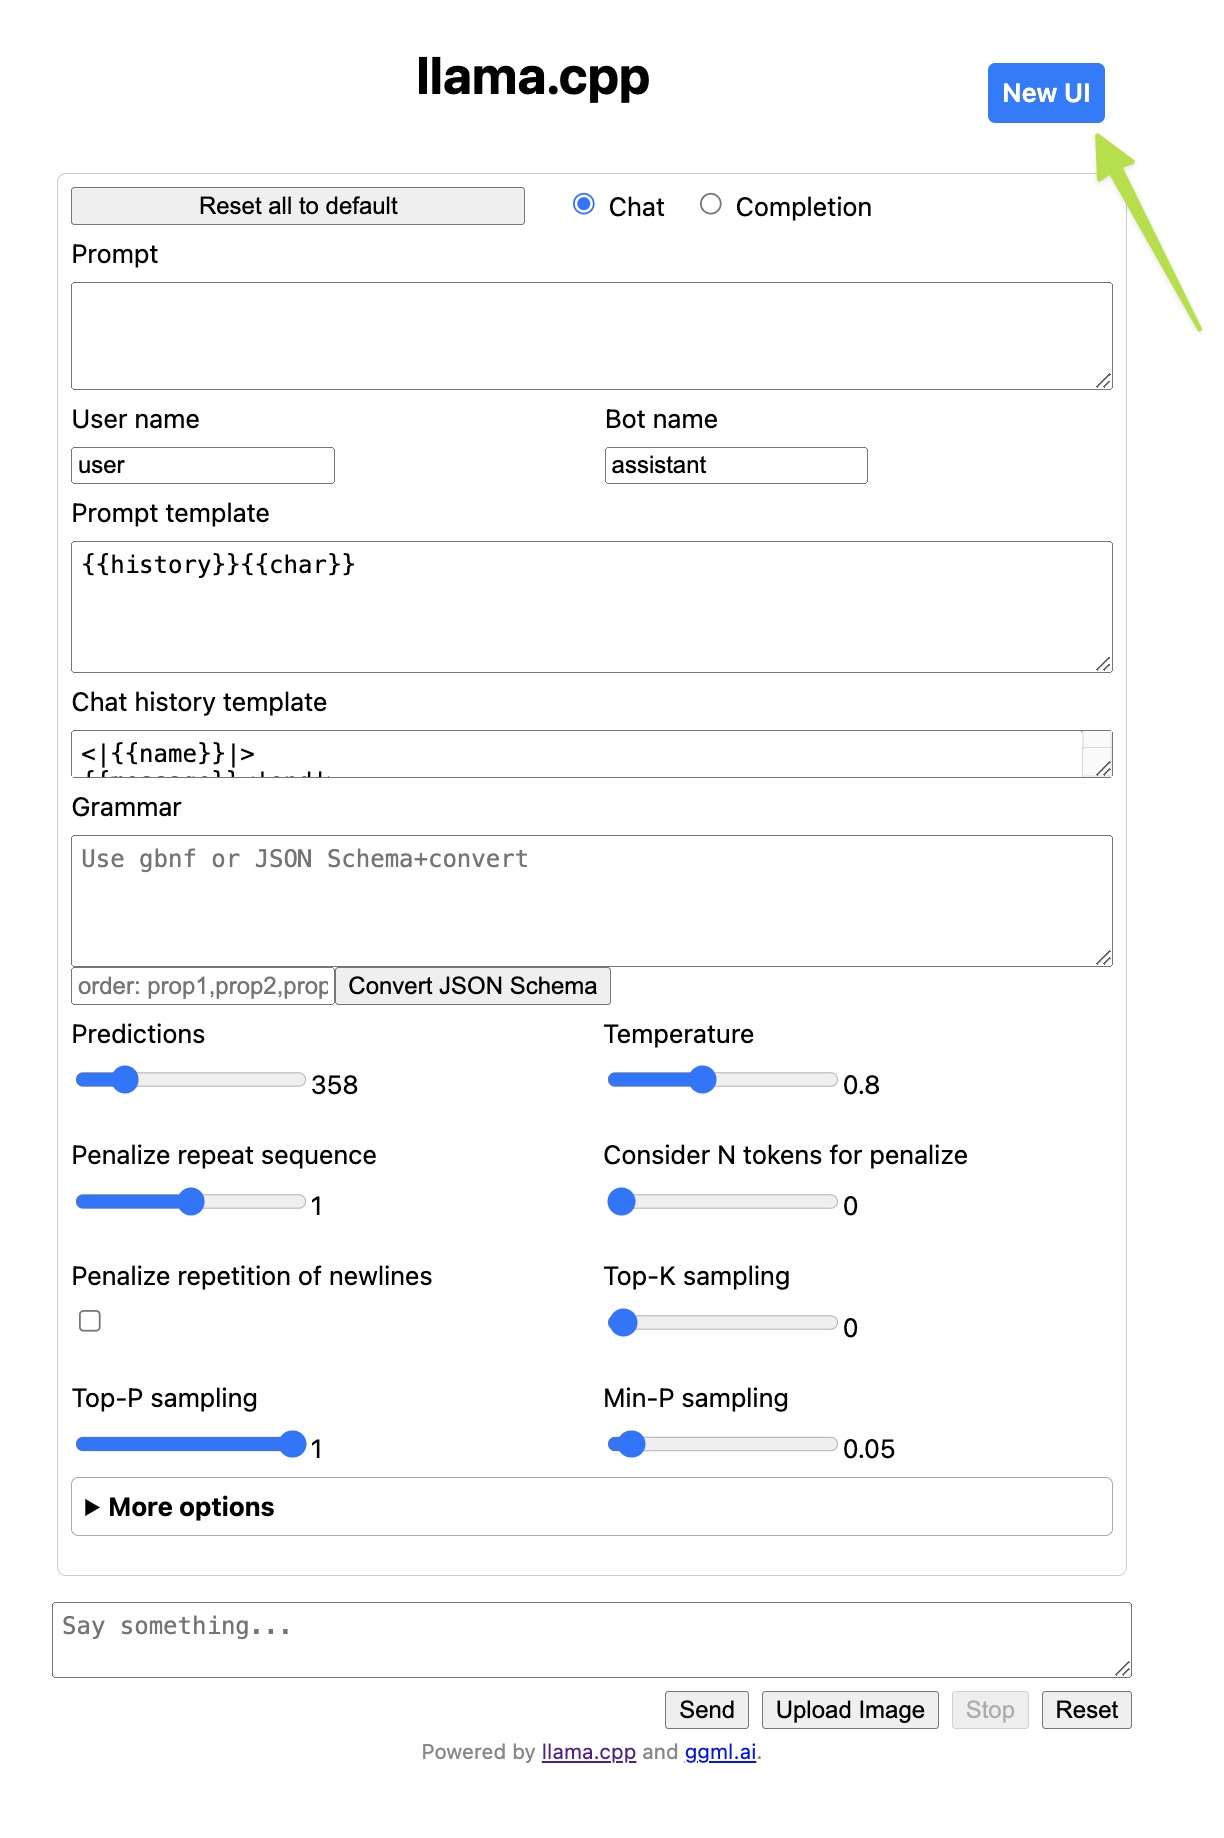 llama.cpp
New UI
Reset all to default
Chat
Completion
Prompt
User name
Bot name
user
assistant
Prompt template
{{history}}{{char}}
Chat history template
<|{{name}}|>
Grammar
Use gbnf or JSON Schema+convert
order: prop1,prop2,prop
Convert JSON Schema
Predictions
Temperature
358
0.8
Penalize repeat sequence
Consider N tokens for penalize
1
0
Penalize repetition of newlines
Top-K sampling
0
Top-P sampling
Min-P sampling
1
0.05
More options
Say something...
Send
Upload Image
Stop
Reset
Powered by llama.cpp and ggml.ai.